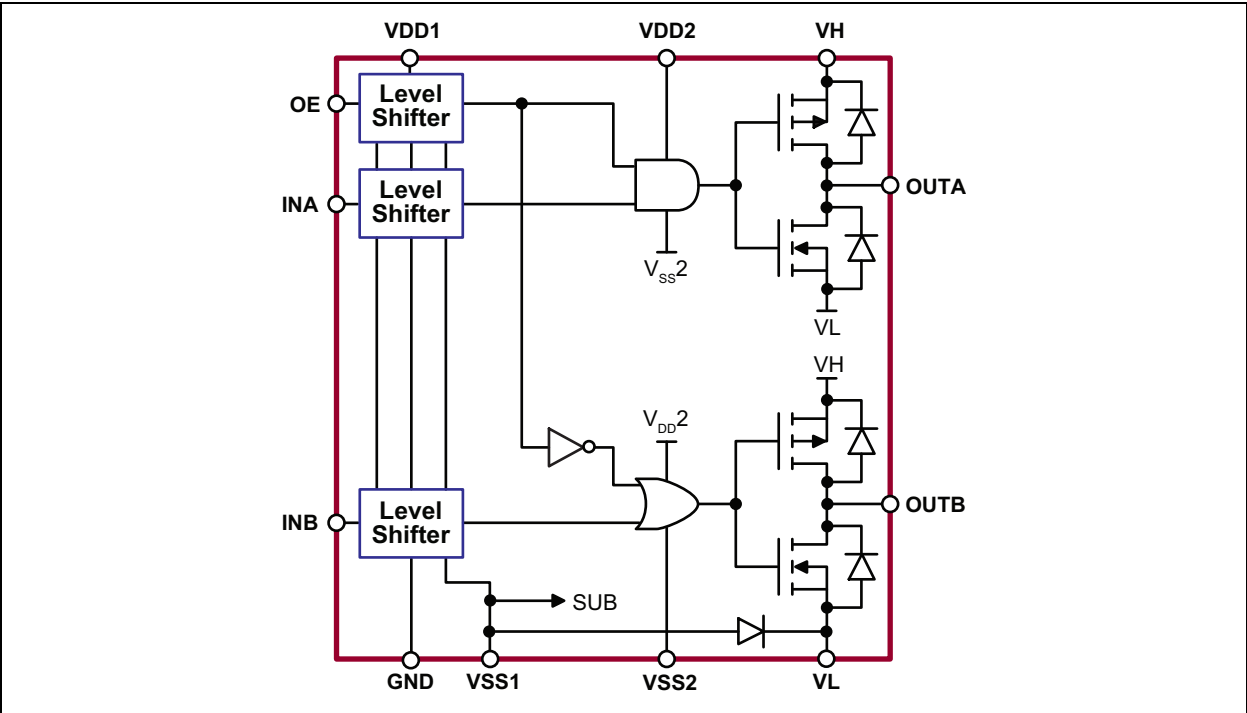 VDD1
VDD2
VH
OE
Level
Shifter
INA
Level
Shifter
OUTA
VSS2
VL
VH
VDD2
INB
Level
Shifter
OUTB
SUB
GND
VSS1
VSS2
VL